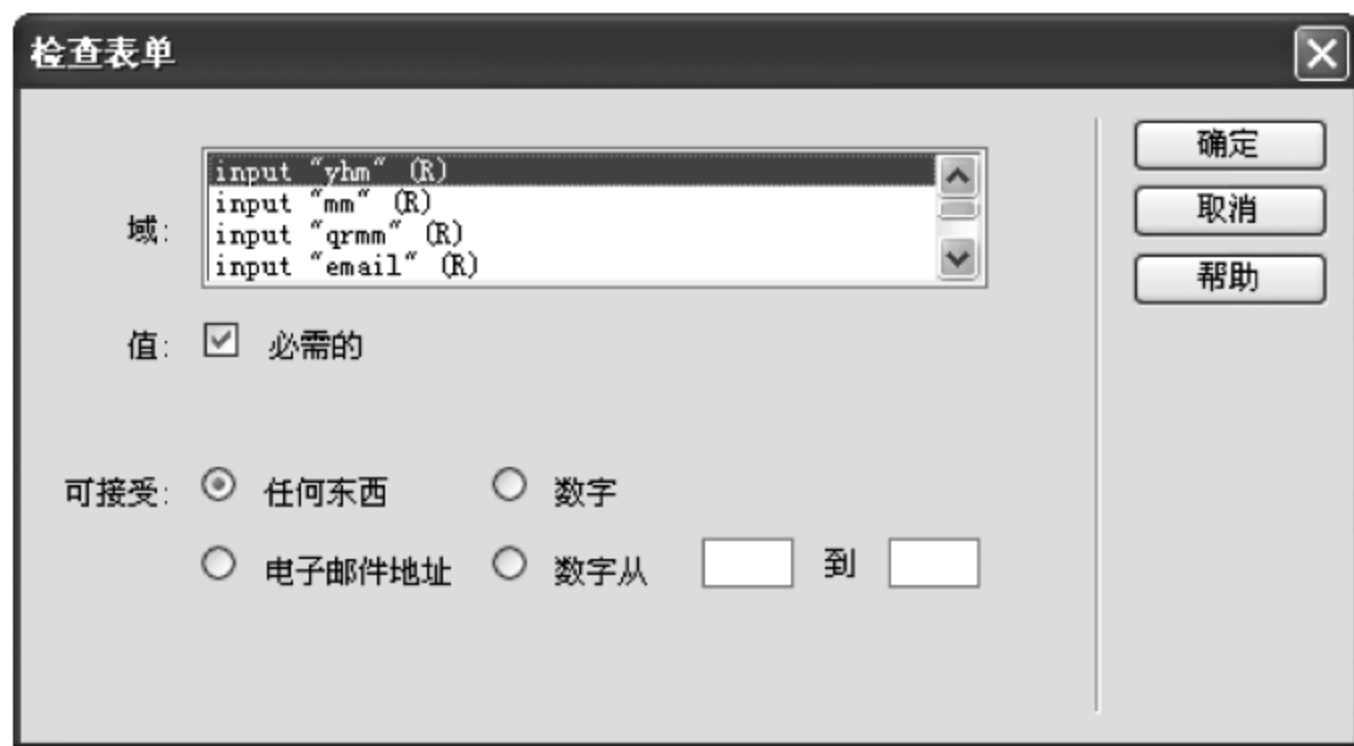 检查表单
域:
input "yhm" (R)
input "mm" (R)
input "qrmm" (R)
input "email" (R)
值: 必需的
可接受: 任何东西 数字
电子邮件地址 数字从 到
确定
取消
帮助